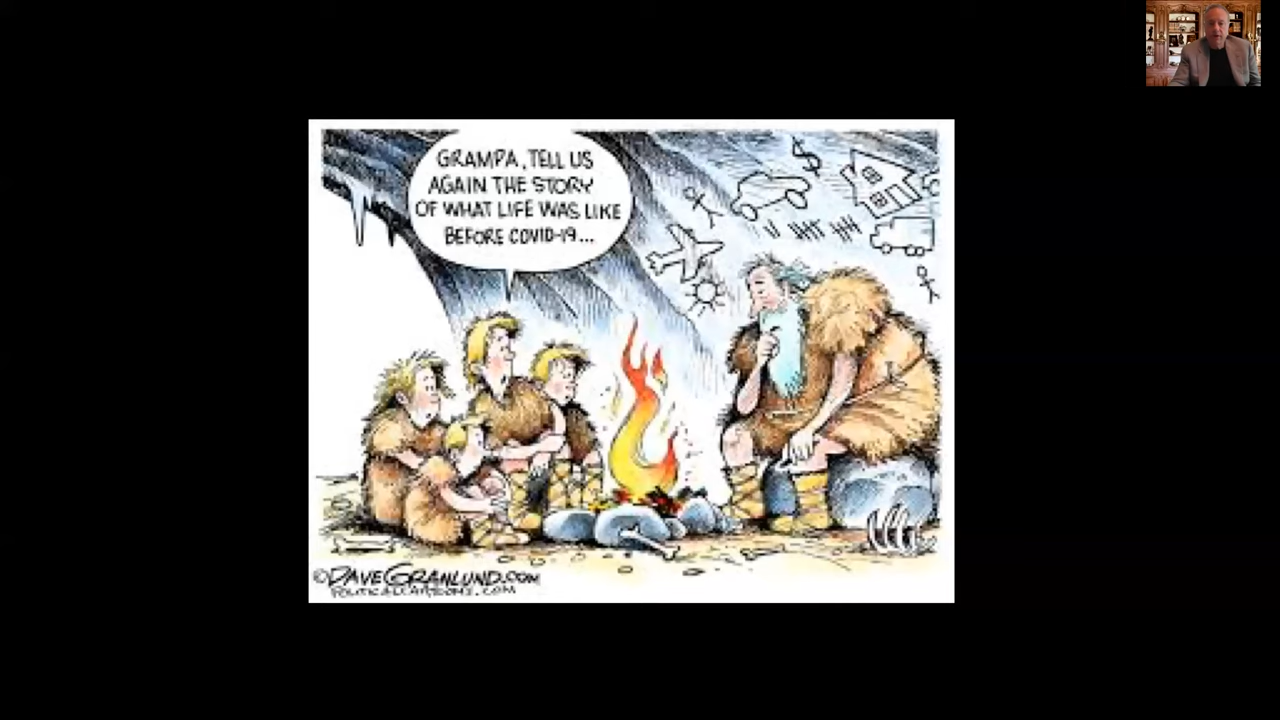 GRAMPA, TELL US
AGAIN THE STORY
OF WHAT LIFE WAS LIKE
BEFORE COVID-19...
$
©DAVEGRANLUND.COM
POLITICALCARTOONS.COM